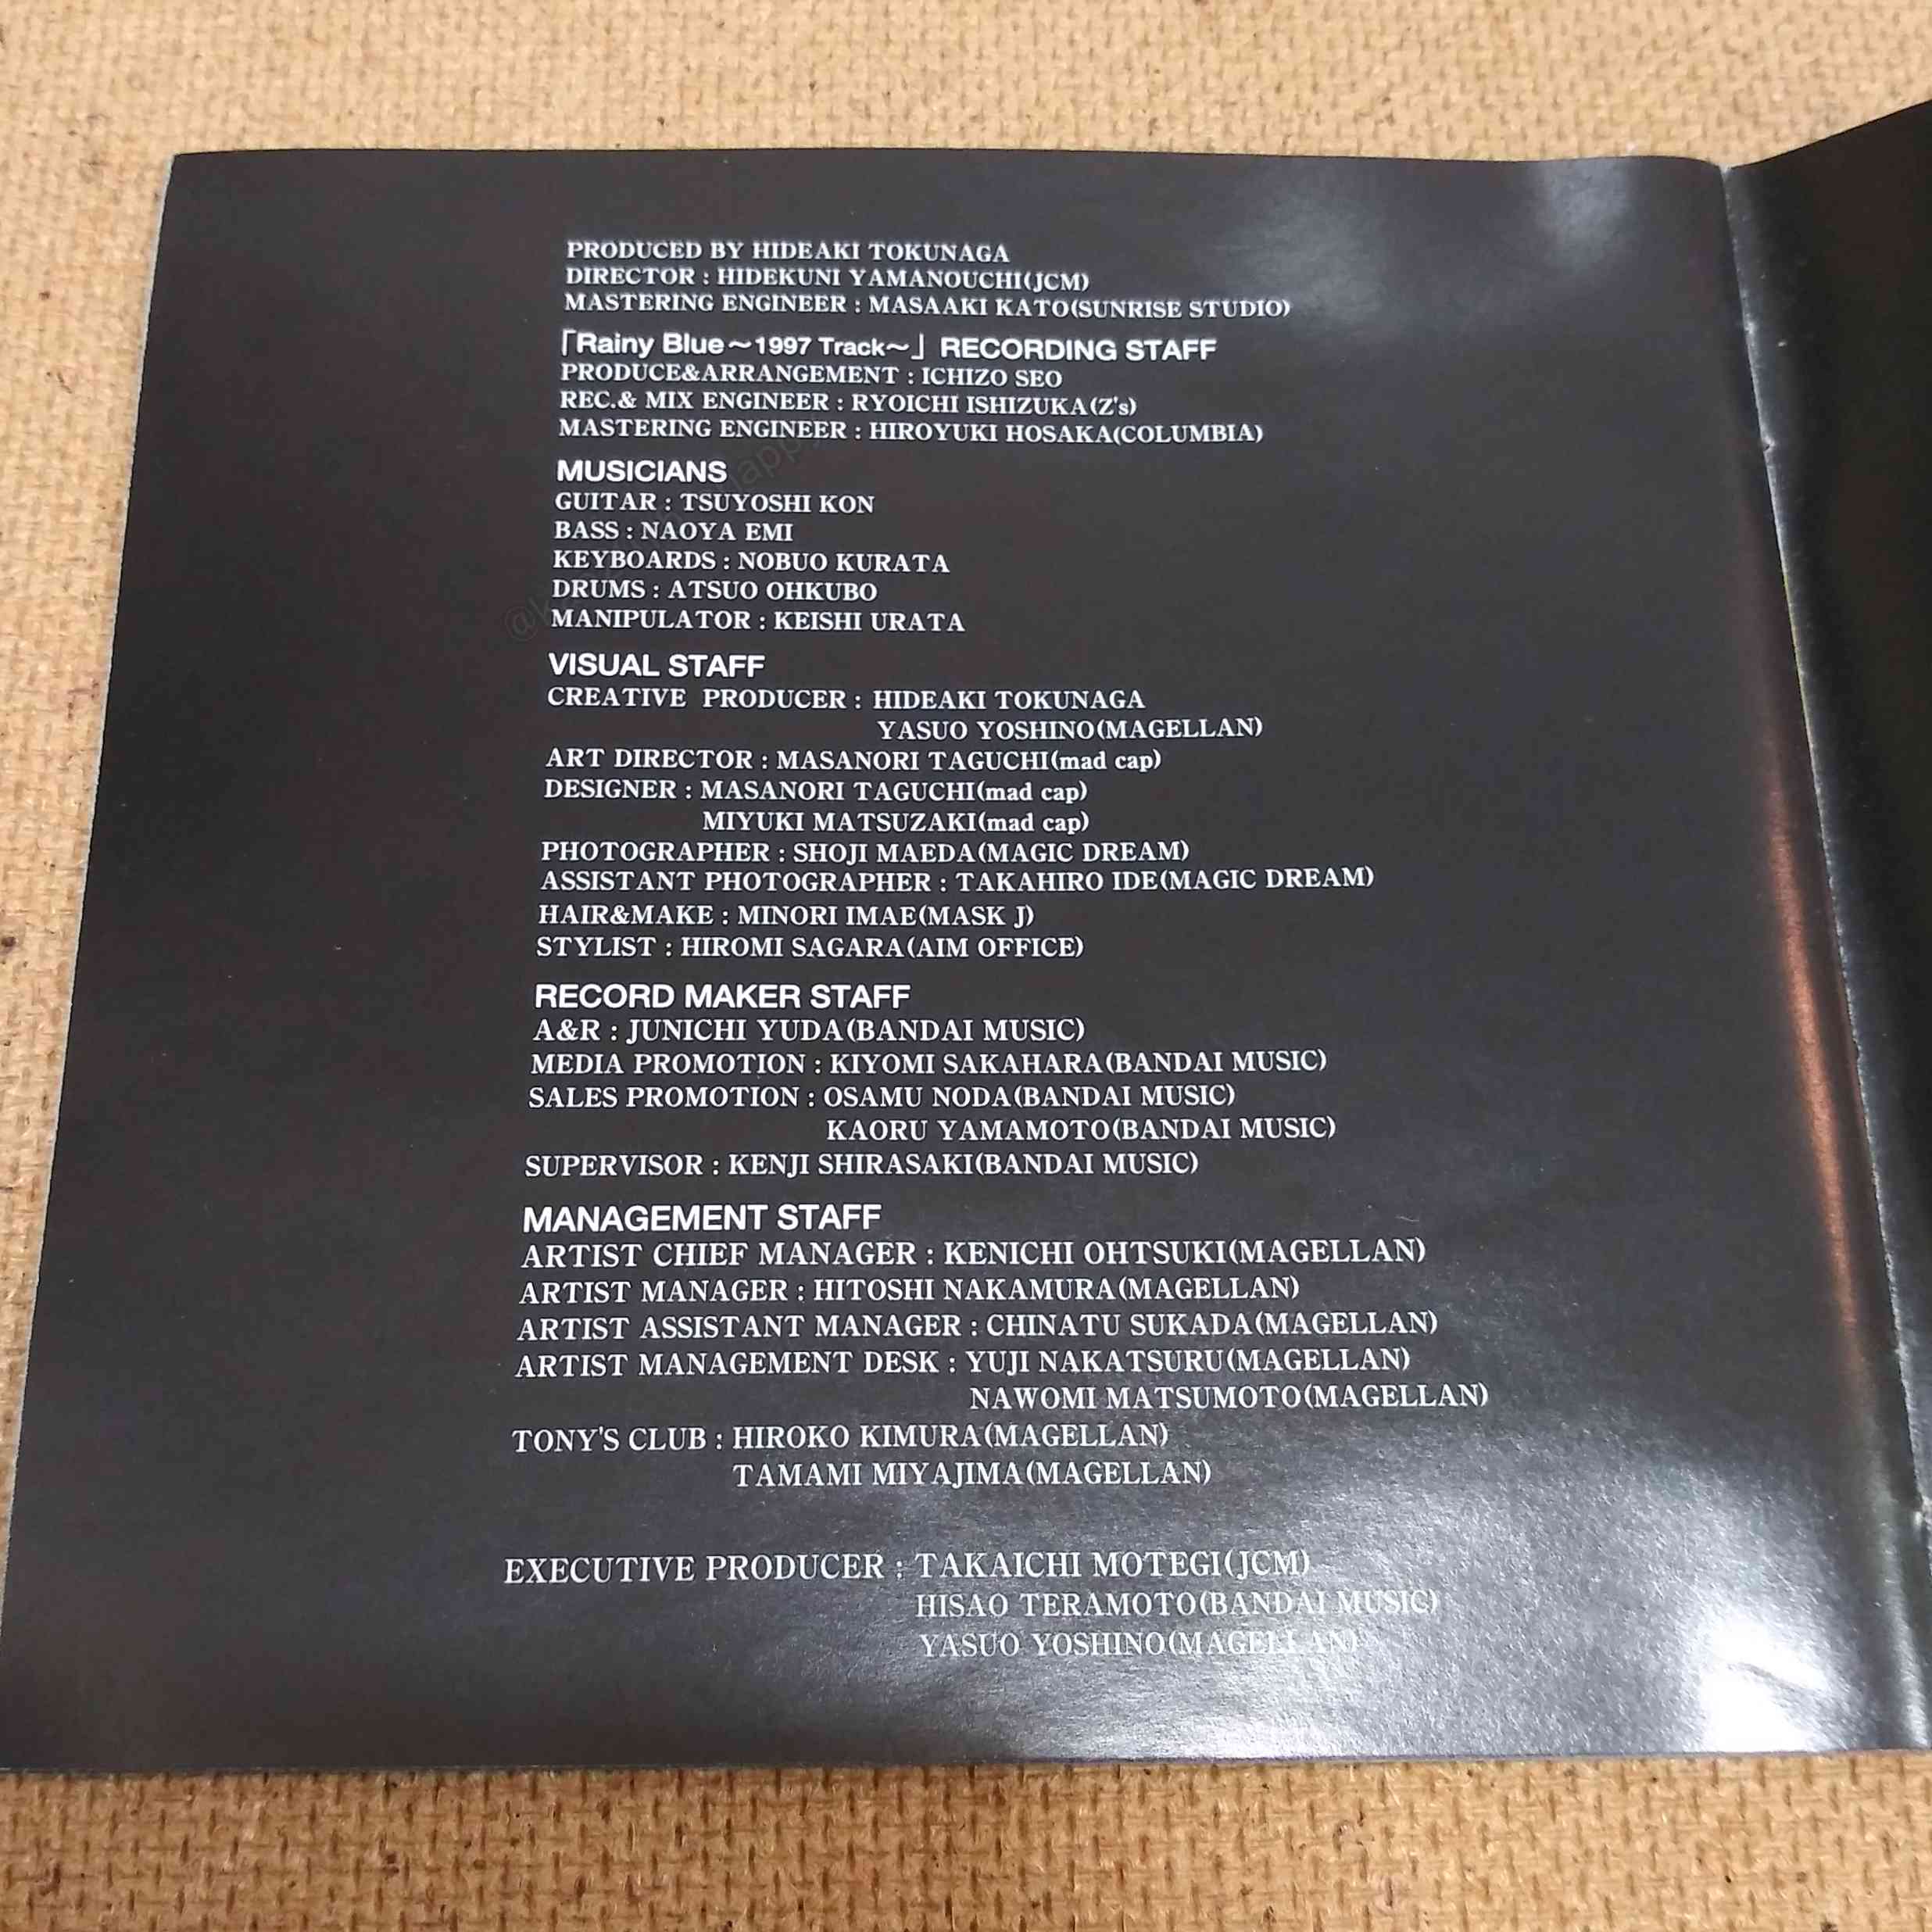 PRODUCED BY HIDEAKI TOKUNAGA
DIRECTOR : HIDEKUNI YAMANOUCHI(JCM)
MASTERING ENGINEER : MASAAKI KATO(SUNRISE STUDIO)
「Rainy Blue～1997 Track～」 RECORDING STAFF
PRODUCE&ARRANGEMENT : ICHIZO SEO
REC.& MIX ENGINEER : RYOICHI ISHIZUKA(Z's)
MASTERING ENGINEER : HIROYUKI HOSAKA(COLUMBIA)
MUSICIANS
GUITAR : TSUYOSHI KON
BASS : NAOYA EMI
KEYBOARDS : NOBUO KURATA
DRUMS : ATSUO OHKUBO
MANIPULATOR : KEISHI URATA
VISUAL STAFF
CREATIVE PRODUCER : HIDEAKI TOKUNAGA
YASUO YOSHINO(MAGELLAN)
ART DIRECTOR : MASANORI TAGUCHI(mad cap)
DESIGNER : MASANORI TAGUCHI(mad cap)
MIYUKI MATSUZAKI(mad cap)
PHOTOGRAPHER : SHOJI MAEDA(MAGIC DREAM)
ASSISTANT PHOTOGRAPHER : TAKAHIRO IDE(MAGIC DREAM)
HAIR&MAKE : MINORI IMAE(MASK J)
STYLIST : HIROMI SAGARA(AIM OFFICE)
RECORD MAKER STAFF
A&R : JUNICHI YUDA(BANDAI MUSIC)
MEDIA PROMOTION : KIYOMI SAKAHARA(BANDAI MUSIC)
SALES PROMOTION : OSAMU NODA(BANDAI MUSIC)
KAORU YAMAMOTO(BANDAI MUSIC)
SUPERVISOR : KENJI SHIRASAKI(BANDAI MUSIC)
MANAGEMENT STAFF
ARTIST CHIEF MANAGER : KENICHI OHTSUKI(MAGELLAN)
ARTIST MANAGER : HITOSHI NAKAMURA(MAGELLAN)
ARTIST ASSISTANT MANAGER : CHINATU SUKADA(MAGELLAN)
ARTIST MANAGEMENT DESK : YUJI NAKATSURU(MAGELLAN)
NAWOMI MATSUMOTO(MAGELLAN)
TONY'S CLUB : HIROKO KIMURA(MAGELLAN)
TAMAMI MIYAJIMA(MAGELLAN)
EXECUTIVE PRODUCER : TAKAICHI MOTEGI(JCM)
HISAO TERAMOTO(BANDAI MUSIC)
YASUO YOSHINO(MAGELLAN)